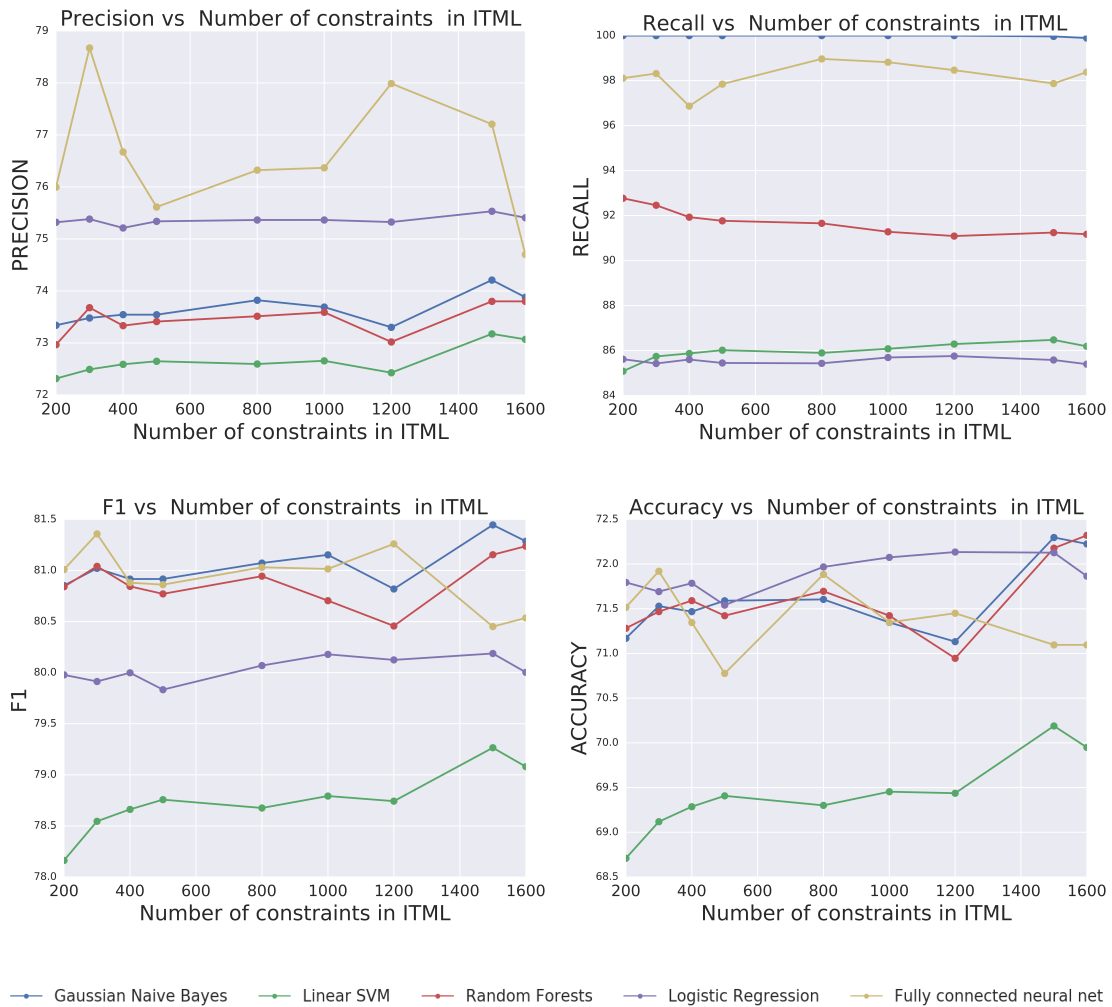 Precision vs  Number of constraints  in ITML
79
78
77
76
75
74
73
72
PRECISION
200 400 600 800 1000 1200 1400 1600
Number of constraints in ITML
Recall vs  Number of constraints  in ITML
100
98
96
94
92
90
88
86
84
RECALL
200 400 600 800 1000 1200 1400 1600
Number of constraints in ITML
F1 vs  Number of constraints  in ITML
81.5
81.0
80.5
80.0
79.5
79.0
78.5
78.0
F1
200 400 600 800 1000 1200 1400 1600
Number of constraints in ITML
Accuracy vs  Number of constraints  in ITML
72.5
72.0
71.5
71.0
70.5
70.0
69.5
69.0
68.5
ACCURACY
200 400 600 800 1000 1200 1400 1600
Number of constraints in ITML
Gaussian Naive Bayes Linear SVM Random Forests Logistic Regression Fully connected neural net